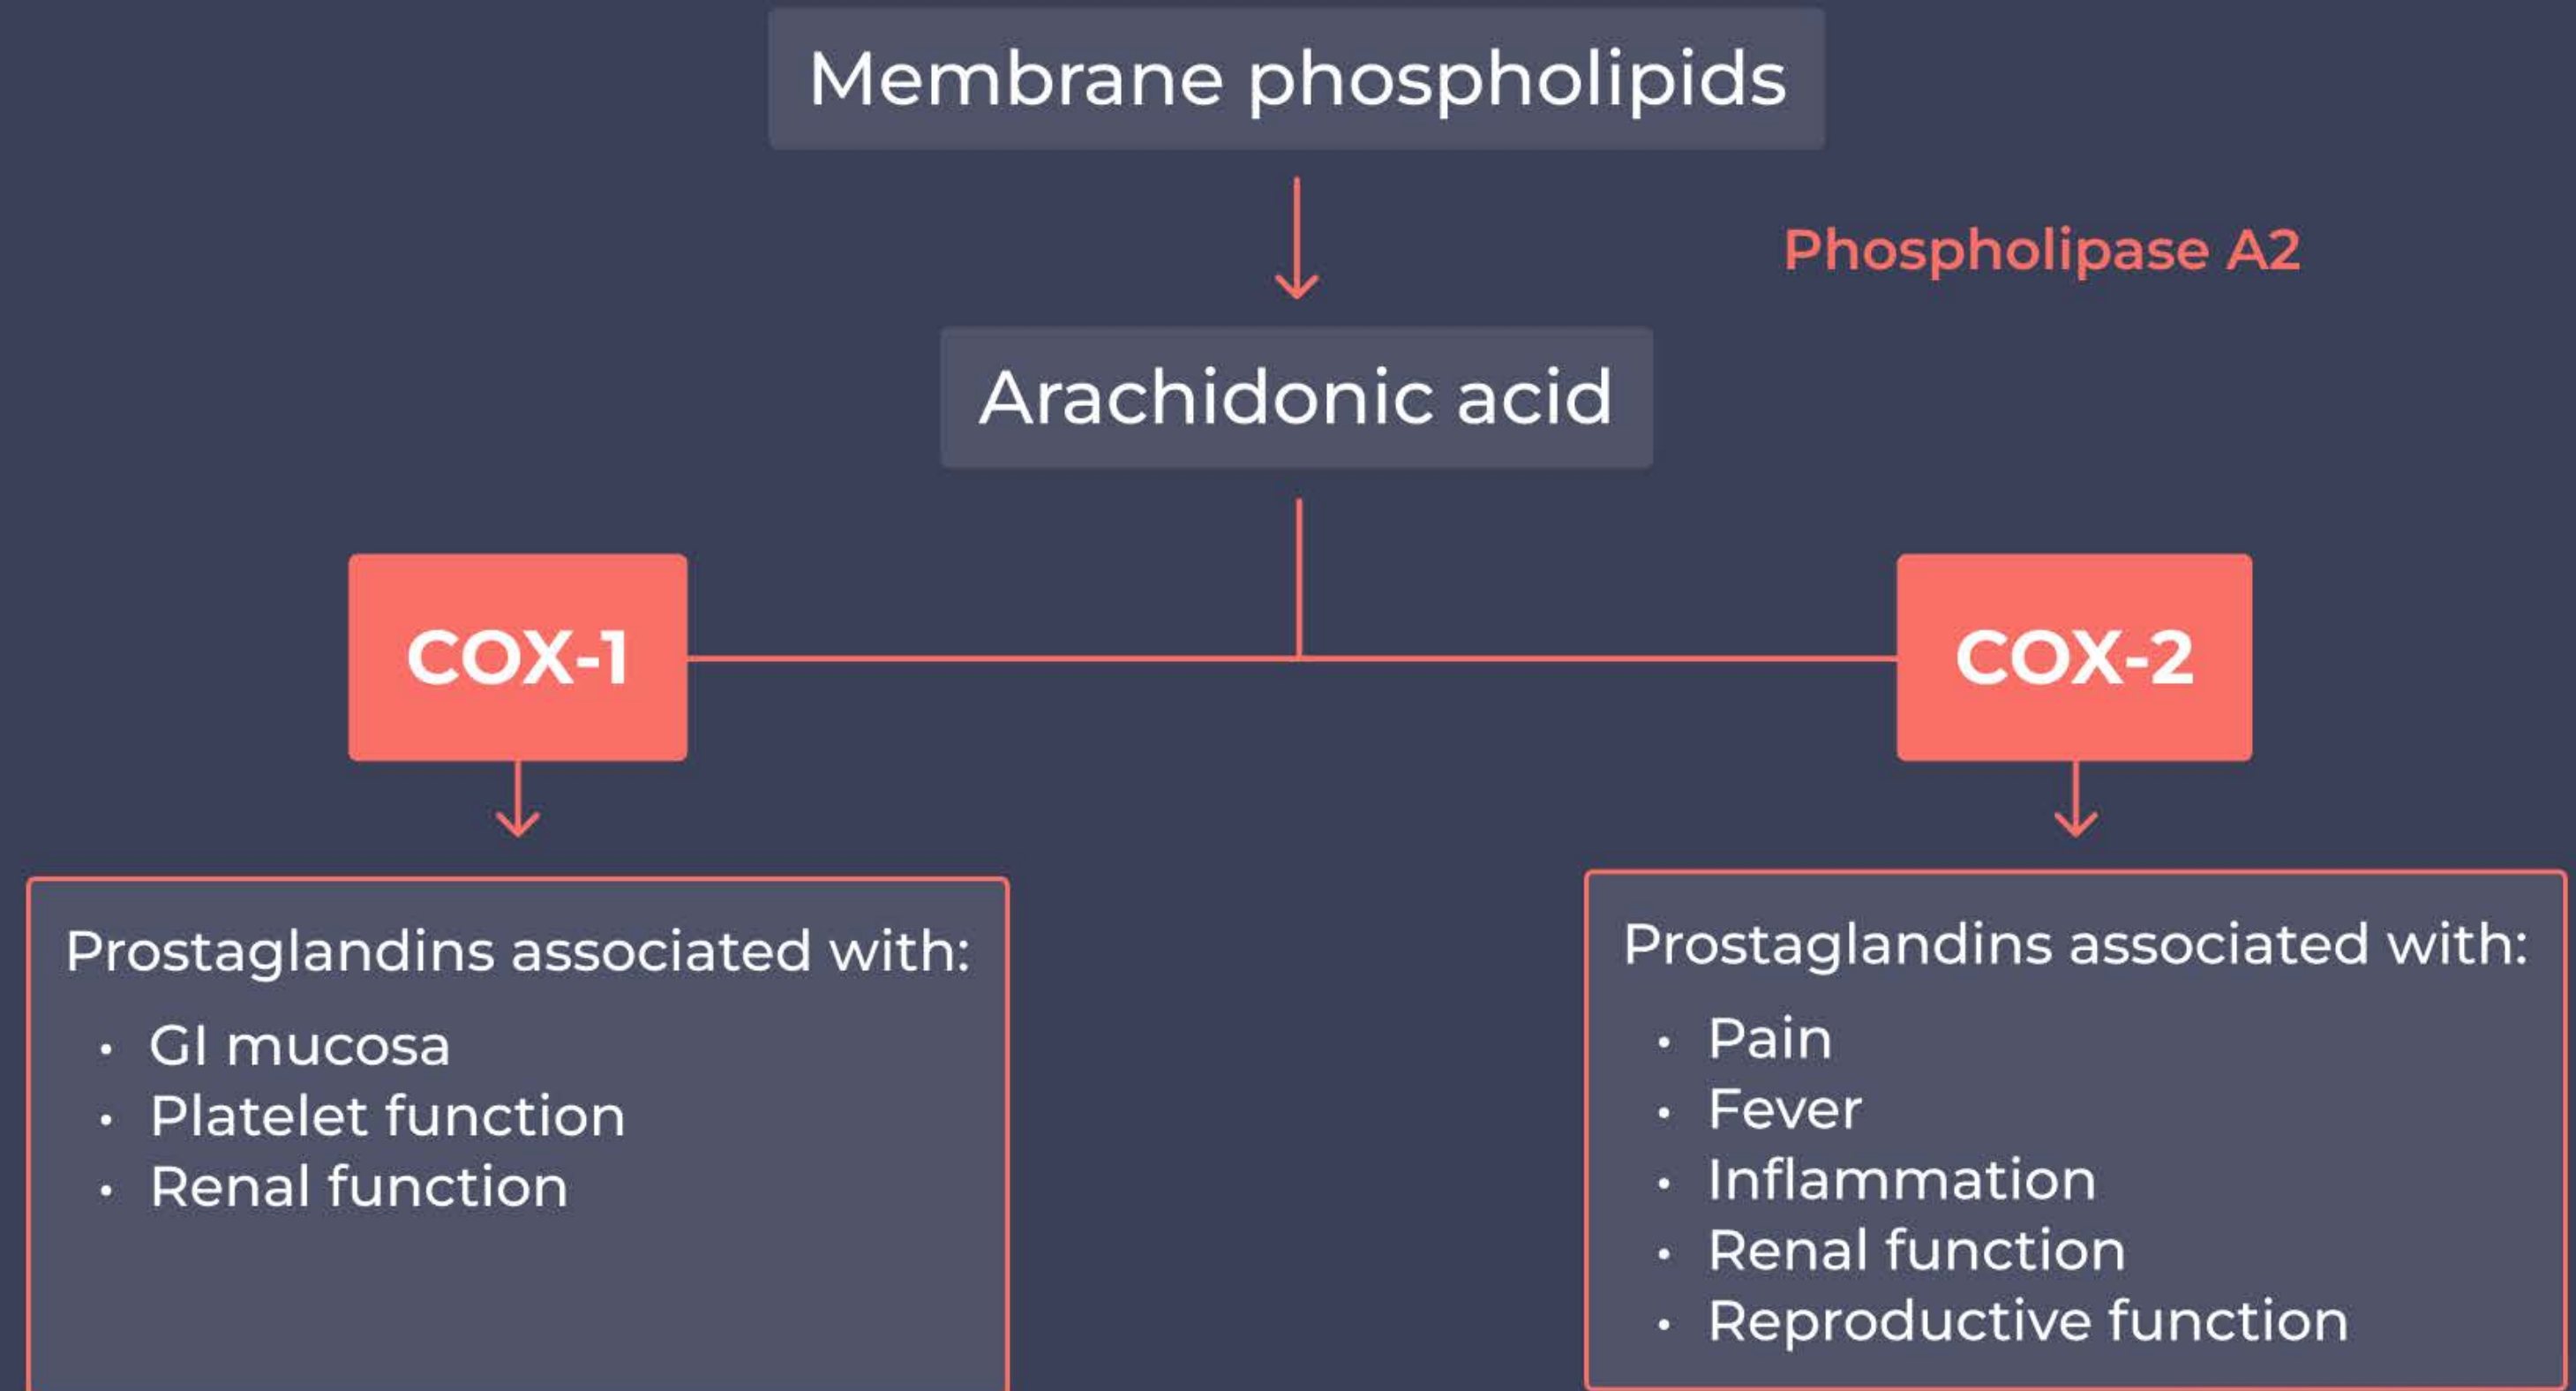 Membrane phospholipids
Phospholipase A2
Arachidonic acid
COX-1
COX-2
Prostaglandins associated with:
• GI mucosa
• Platelet function
• Renal function
Prostaglandins associated with:
• Pain
• Fever
• Inflammation
• Renal function
• Reproductive function